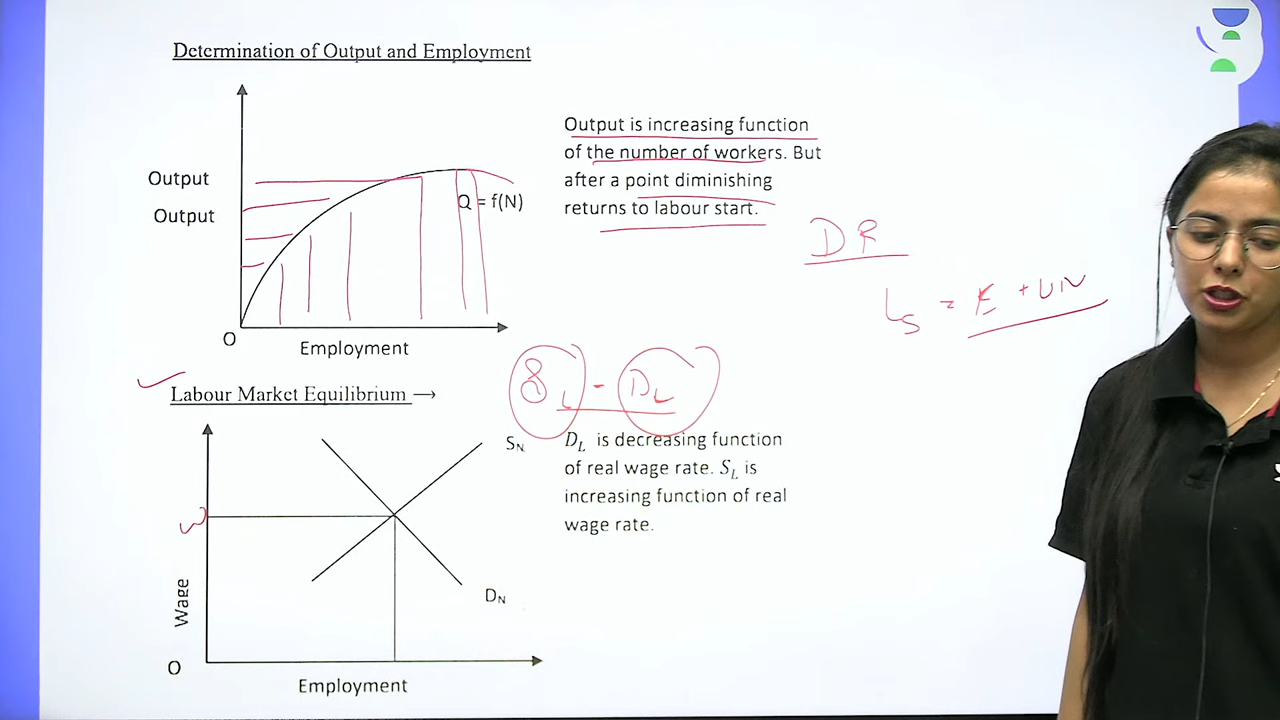 Determination of Output and Employment
Output
Output
Q = f(N)
O
Employment
Output is increasing function
of the number of workers. But
after a point diminishing
returns to labour start.
DR
LS = E + UN
Labour Market Equilibrium →
SL - DL
SN
DN
W
Wage
O
Employment
DL is decreasing function
of real wage rate. SL is
increasing function of real
wage rate.